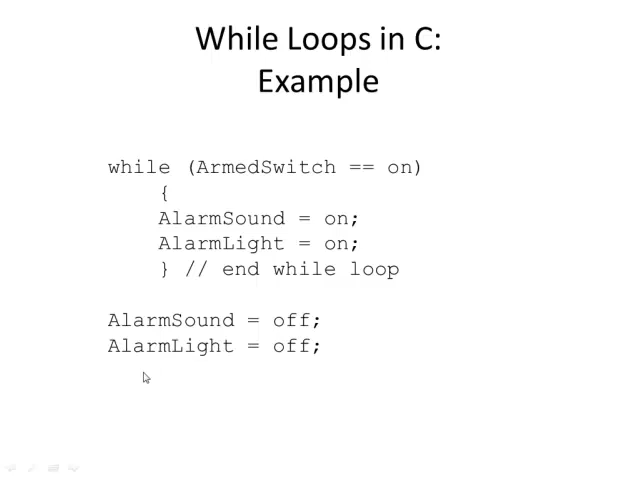 While Loops in C:
Example
while (ArmedSwitch == on)
{
AlarmSound = on;
AlarmLight = on;
} // end while loop
AlarmSound = off;
AlarmLight = off;